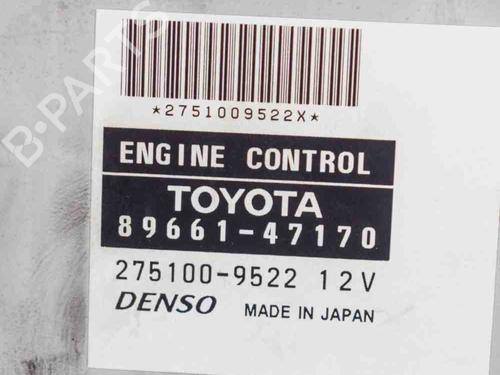 B-PARTS
*2751009522X*
ENGINE CONTROL
TOYOTA
89661-47170
275100-9522 12V
DENSO MADE IN JAPAN